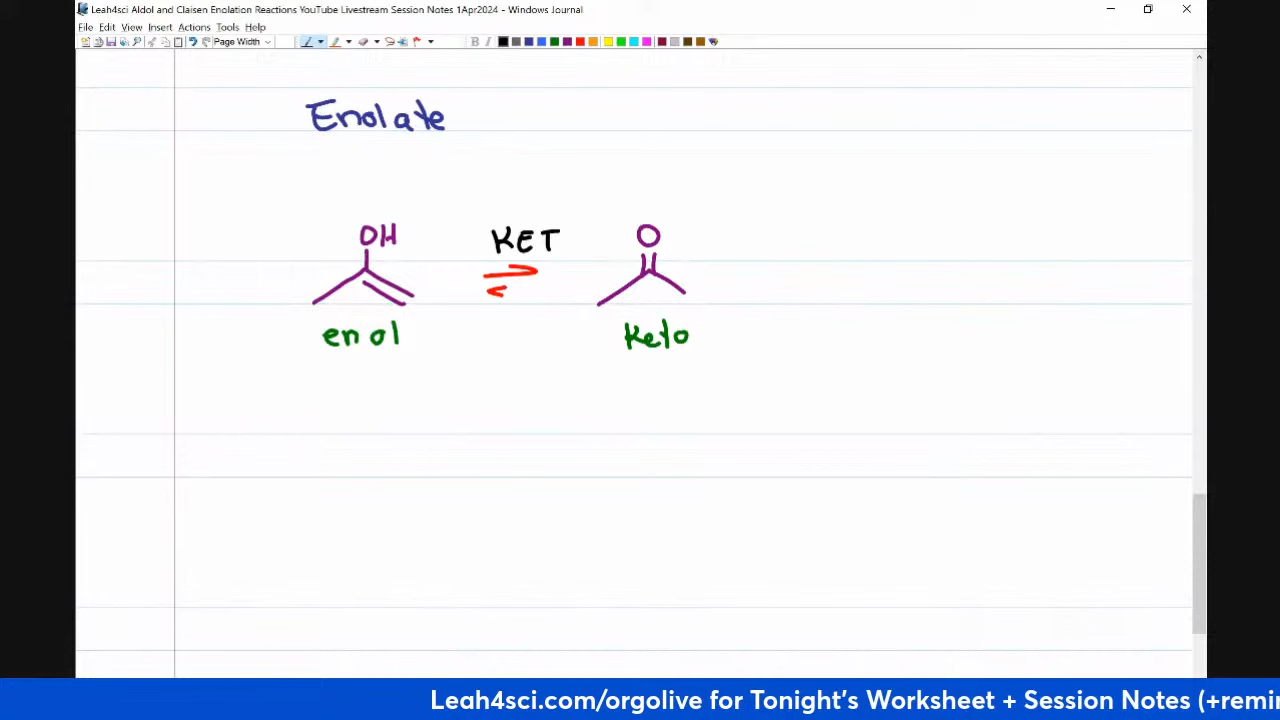 Leah4sci Aldol and Claisen Enolation Reactions YouTube Livestream Session Notes 1Apr2024 - Windows Journal
File Edit View Insert Actions Tools Help
Page Width
B I
Enolate
OH
KET
O
enol
Keto
Leah4sci.com/orgolive for Tonight's Worksheet + Session Notes (+remin